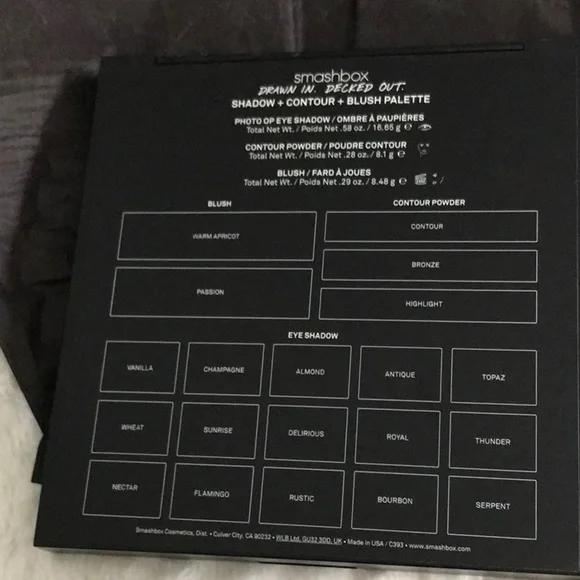 smashbox
DRAWN IN. DECKED OUT.
SHADOW + CONTOUR + BLUSH PALETTE
PHOTO OP EYE SHADOW / OMBRE À PAUPIÈRES
Total Net Wt. / Poids Net .58 oz. / 16.65 g ℮
CONTOUR POWDER / POUDRE CONTOUR
Total Net Wt. / Poids Net .28 oz. / 8.1 g ℮
BLUSH / FARD À JOUES
Total Net Wt. / Poids Net .29 oz. / 8.48 g ℮
BLUSH
WARM APRICOT
PASSION
CONTOUR POWDER
CONTOUR
BRONZE
HIGHLIGHT
EYE SHADOW
VANILLA CHAMPAGNE ALMOND ANTIQUE TOPAZ
WHEAT SUNRISE DELIRIOUS ROYAL THUNDER
NECTAR FLAMINGO RUSTIC BOURBON SERPENT
Smashbox Cosmetics, Dist. • Culver City, CA 90232 • WLB Ltd, GU32 3DD, UK • Made in USA / C393 • www.smashbox.com